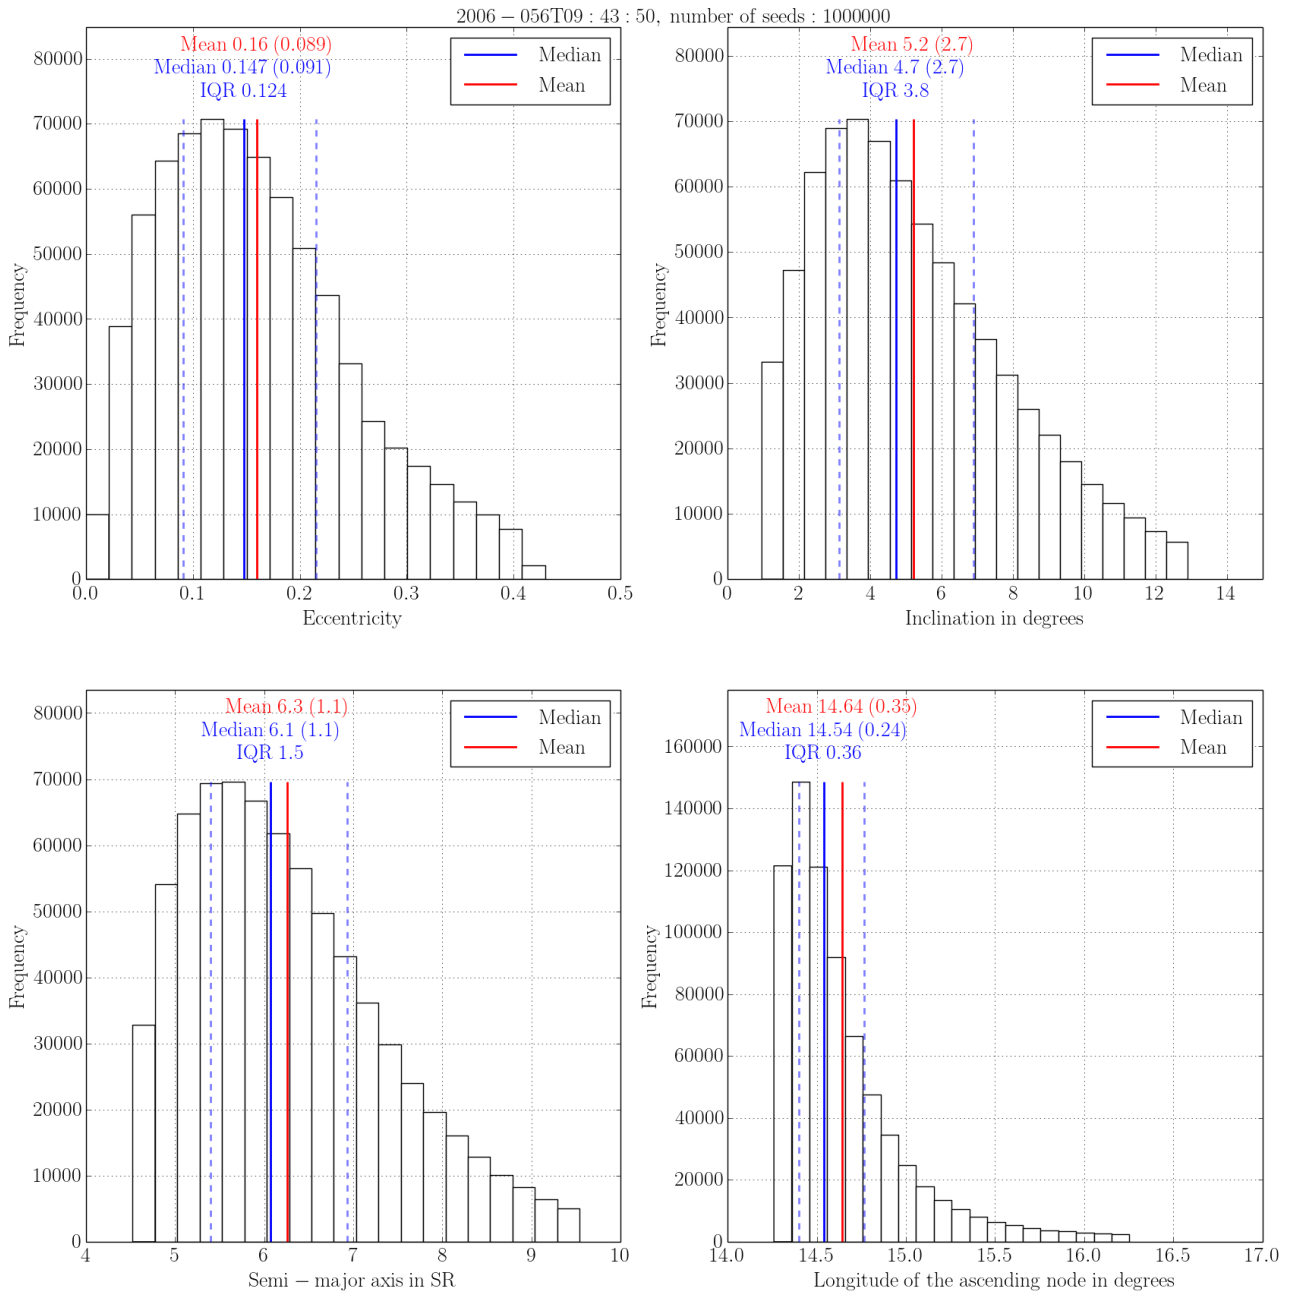 2006 − 056T09 : 43 : 50, number of seeds : 1000000
Mean 0.16 (0.089)
Median 0.147 (0.091)
IQR 0.124
Median
Mean
80000
70000
60000
50000
40000
30000
20000
10000
0
Frequency
0.0 0.1 0.2 0.3 0.4 0.5
Eccentricity
Mean 5.2 (2.7)
Median 4.7 (2.7)
IQR 3.8
Median
Mean
80000
70000
60000
50000
40000
30000
20000
10000
0
Frequency
0 2 4 6 8 10 12 14
Inclination in degrees
Mean 6.3 (1.1)
Median 6.1 (1.1)
IQR 1.5
Median
Mean
80000
70000
60000
50000
40000
30000
20000
10000
0
Frequency
4 5 6 7 8 9 10
Semi − major axis in SR
Mean 14.64 (0.35)
Median 14.54 (0.24)
IQR 0.36
Median
Mean
160000
140000
120000
100000
80000
60000
40000
20000
0
Frequency
14.0 14.5 15.0 15.5 16.0 16.5 17.0
Longitude of the ascending node in degrees